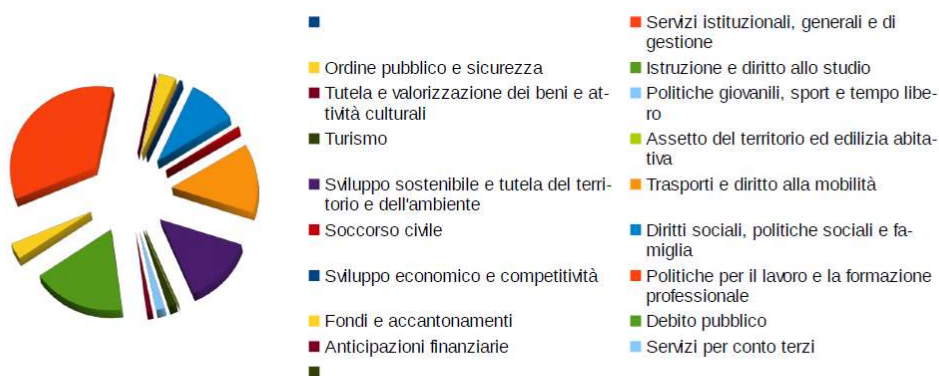 Servizi istituzionali, generali e di
gestione
Ordine pubblico e sicurezza
Istruzione e diritto allo studio
Tutela e valorizzazione dei beni e at-
tività culturali
Politiche giovanili, sport e tempo libe-
ro
Turismo
Assetto del territorio ed edilizia abita-
tiva
Sviluppo sostenibile e tutela del terri-
torio e dell'ambiente
Trasporti e diritto alla mobilità
Soccorso civile
Diritti sociali, politiche sociali e fa-
miglia
Sviluppo economico e competitività
Politiche per il lavoro e la formazione
professionale
Fondi e accantonamenti
Debito pubblico
Anticipazioni finanziarie
Servizi per conto terzi